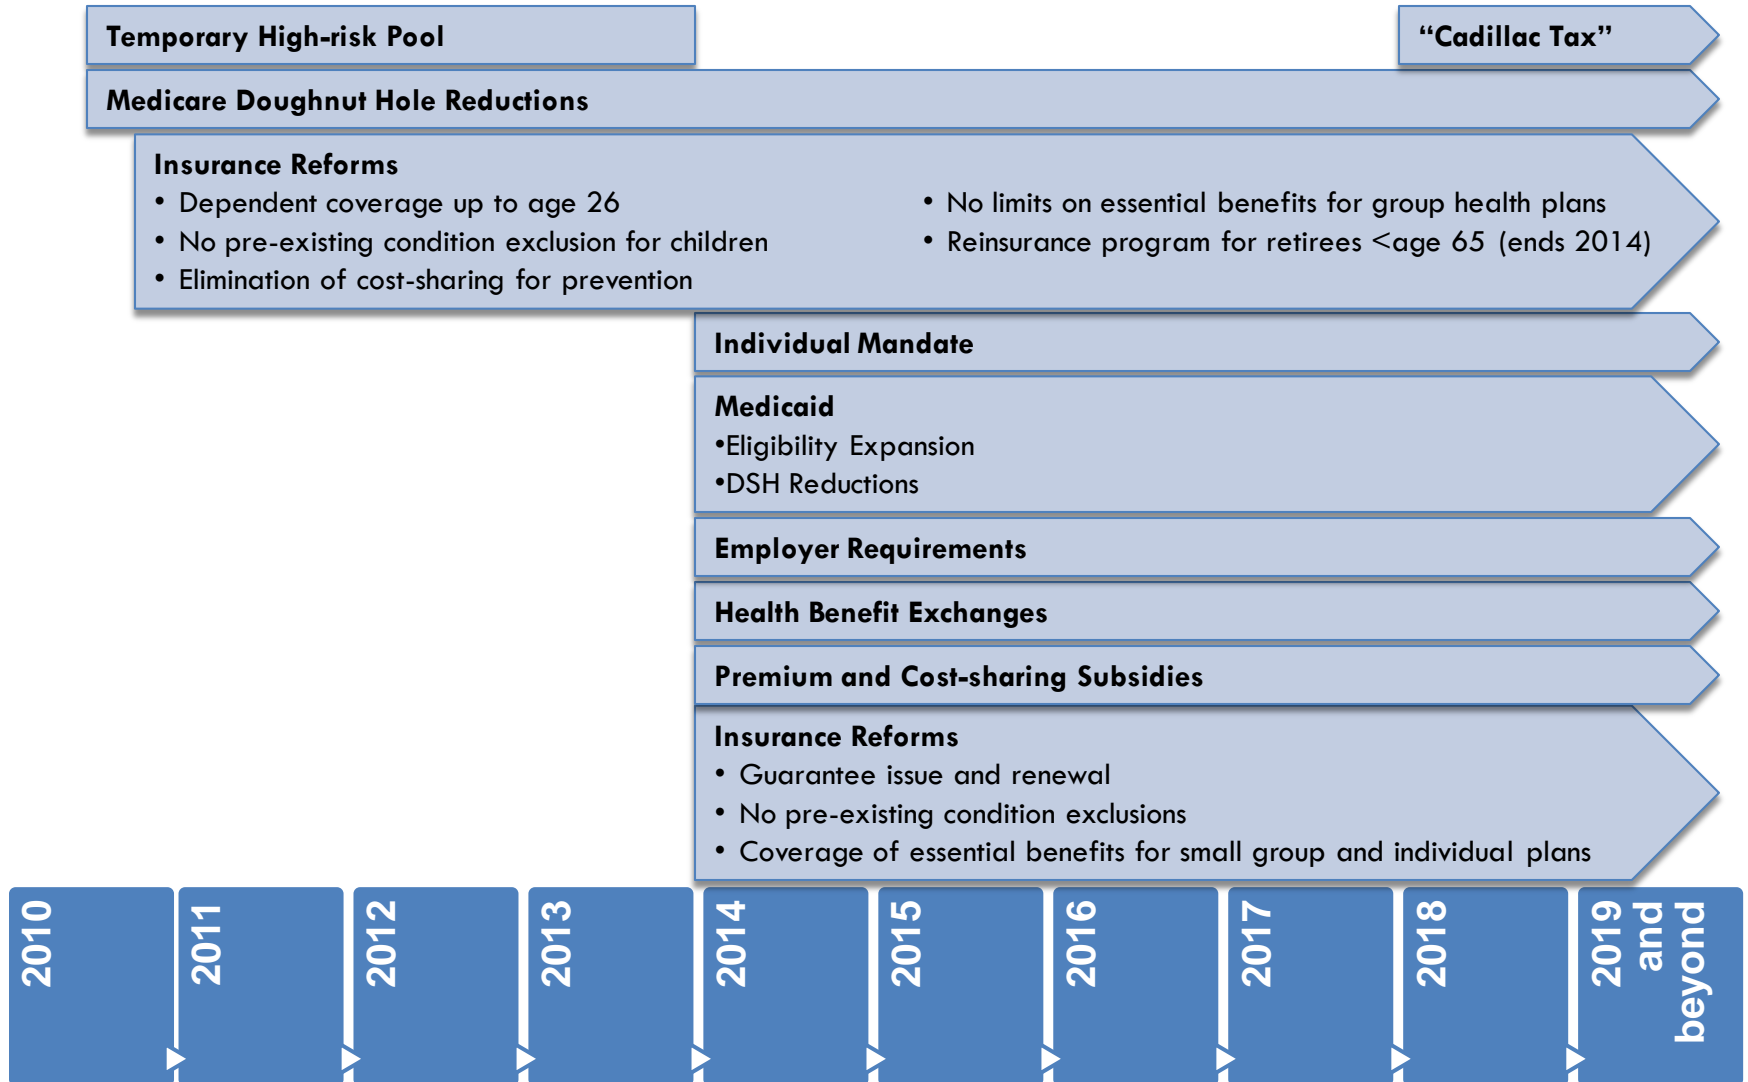 Temporary High-risk Pool
“Cadillac Tax”
Medicare Doughnut Hole Reductions
Insurance Reforms
• Dependent coverage up to age 26
• No pre-existing condition exclusion for children
• Elimination of cost-sharing for prevention
• No limits on essential benefits for group health plans
• Reinsurance program for retirees <age 65 (ends 2014)
Individual Mandate
Medicaid
•Eligibility Expansion
•DSH Reductions
Employer Requirements
Health Benefit Exchanges
Premium and Cost-sharing Subsidies
Insurance Reforms
• Guarantee issue and renewal
• No pre-existing condition exclusions
• Coverage of essential benefits for small group and individual plans
2010
2011
2012
2013
2014
2015
2016
2017
2018
2019
and
beyond